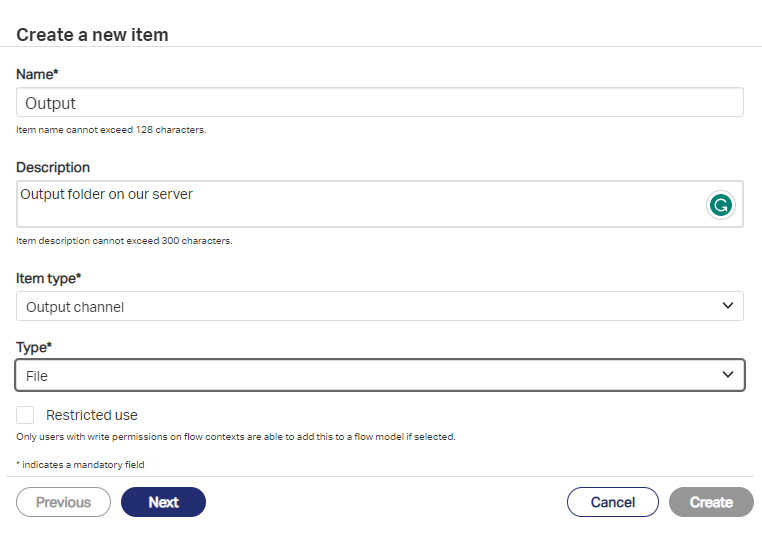 Create a new item
Name*
Output
Item name cannot exceed 128 characters.
Description
Output folder on our server
Item description cannot exceed 300 characters.
Item type*
Output channel
Type*
File
Restricted use
Only users with write permissions on flow contexts are able to add this to a flow model if selected.
* indicates a mandatory field
Previous Next Cancel Create